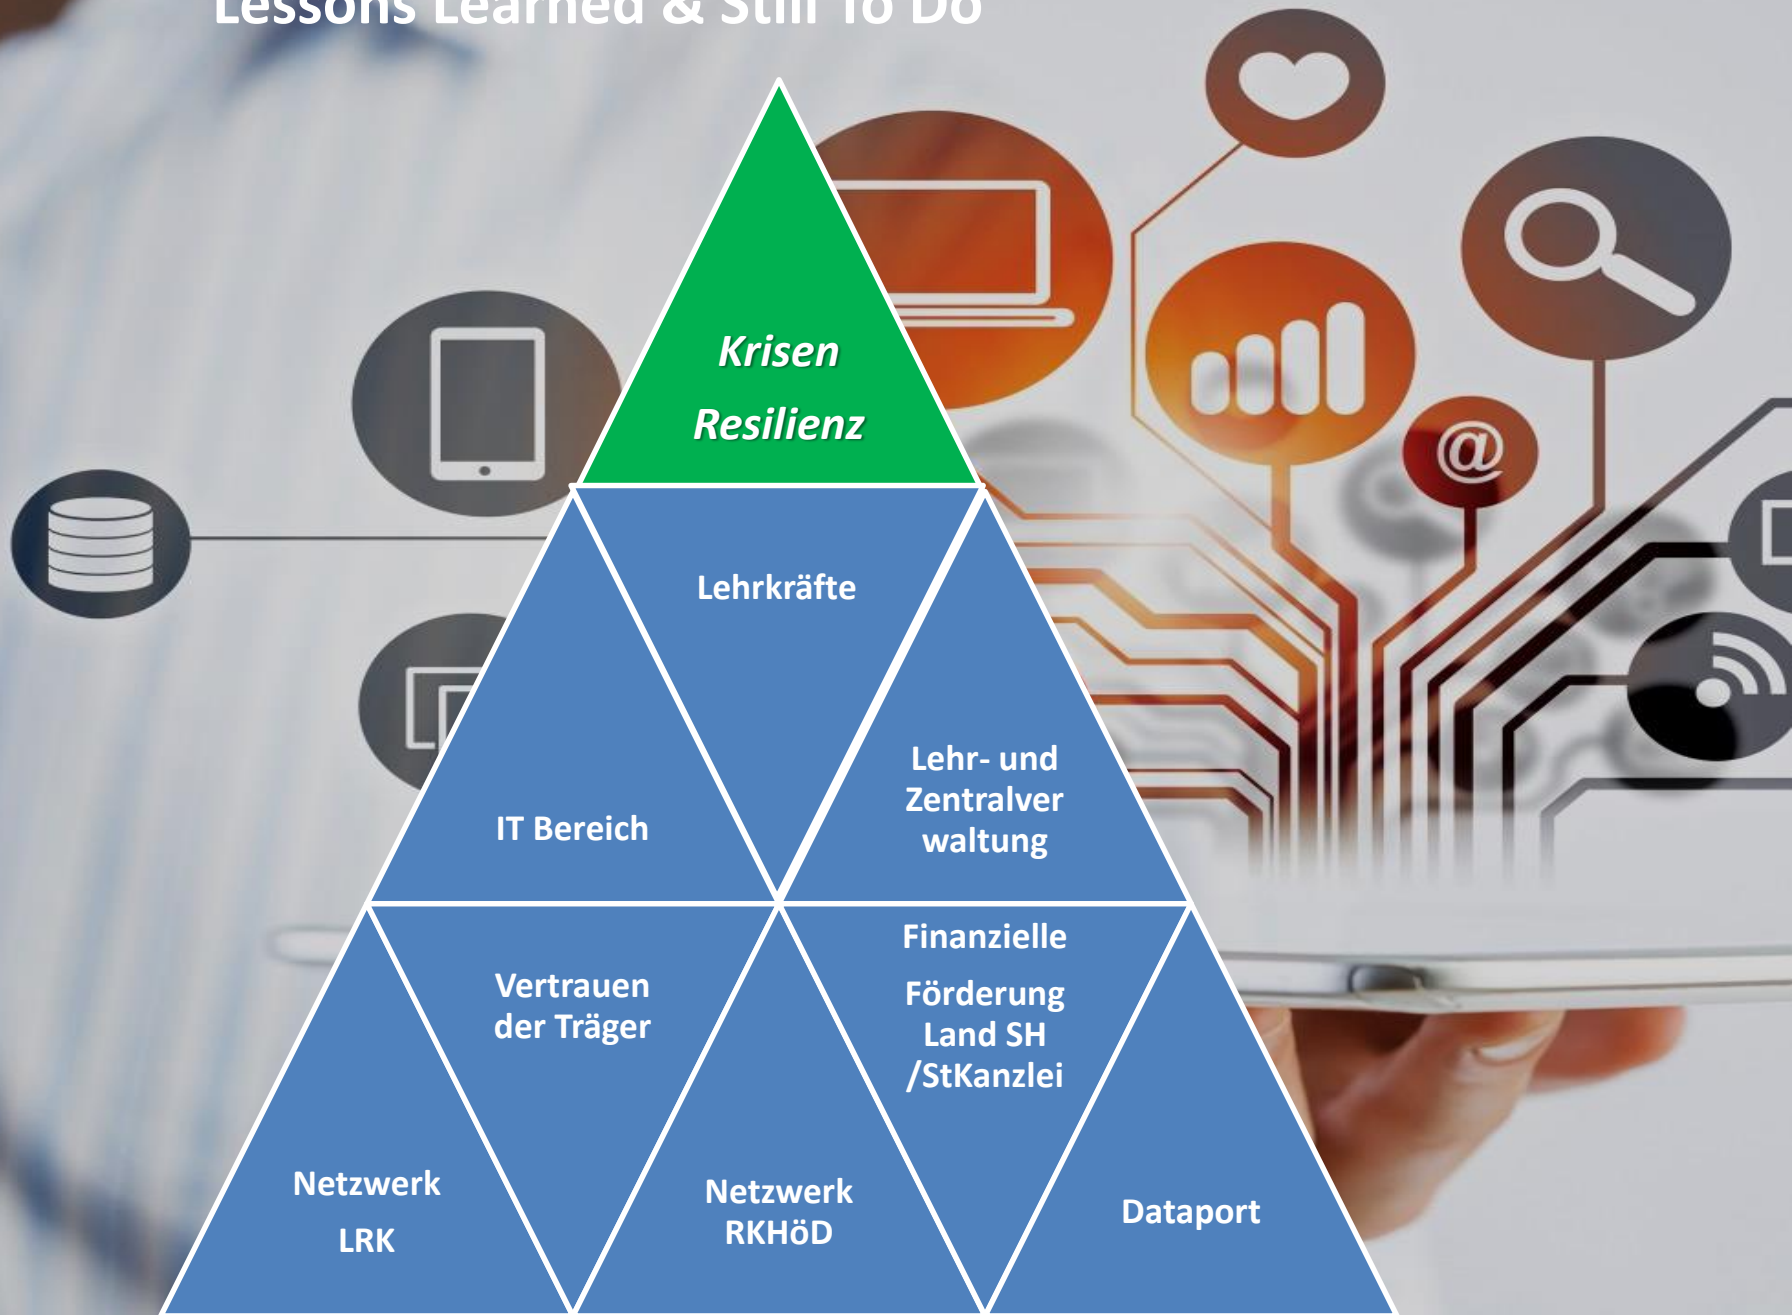 Lessons Learned & Still To Do
Krisen
Resilienz
Lehrkräfte
IT Bereich
Lehr- und
Zentralver
waltung
Vertrauen
der Träger
Finanzielle
Förderung
Land SH
/StKanzlei
Netzwerk
LRK
Netzwerk
RKHöD
Dataport
@